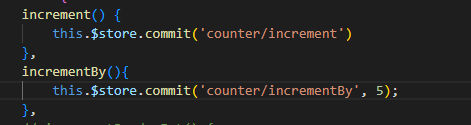 increment() {
this.$store.commit('counter/increment')
},
incrementBy(){
this.$store.commit('counter/incrementBy', 5);
},